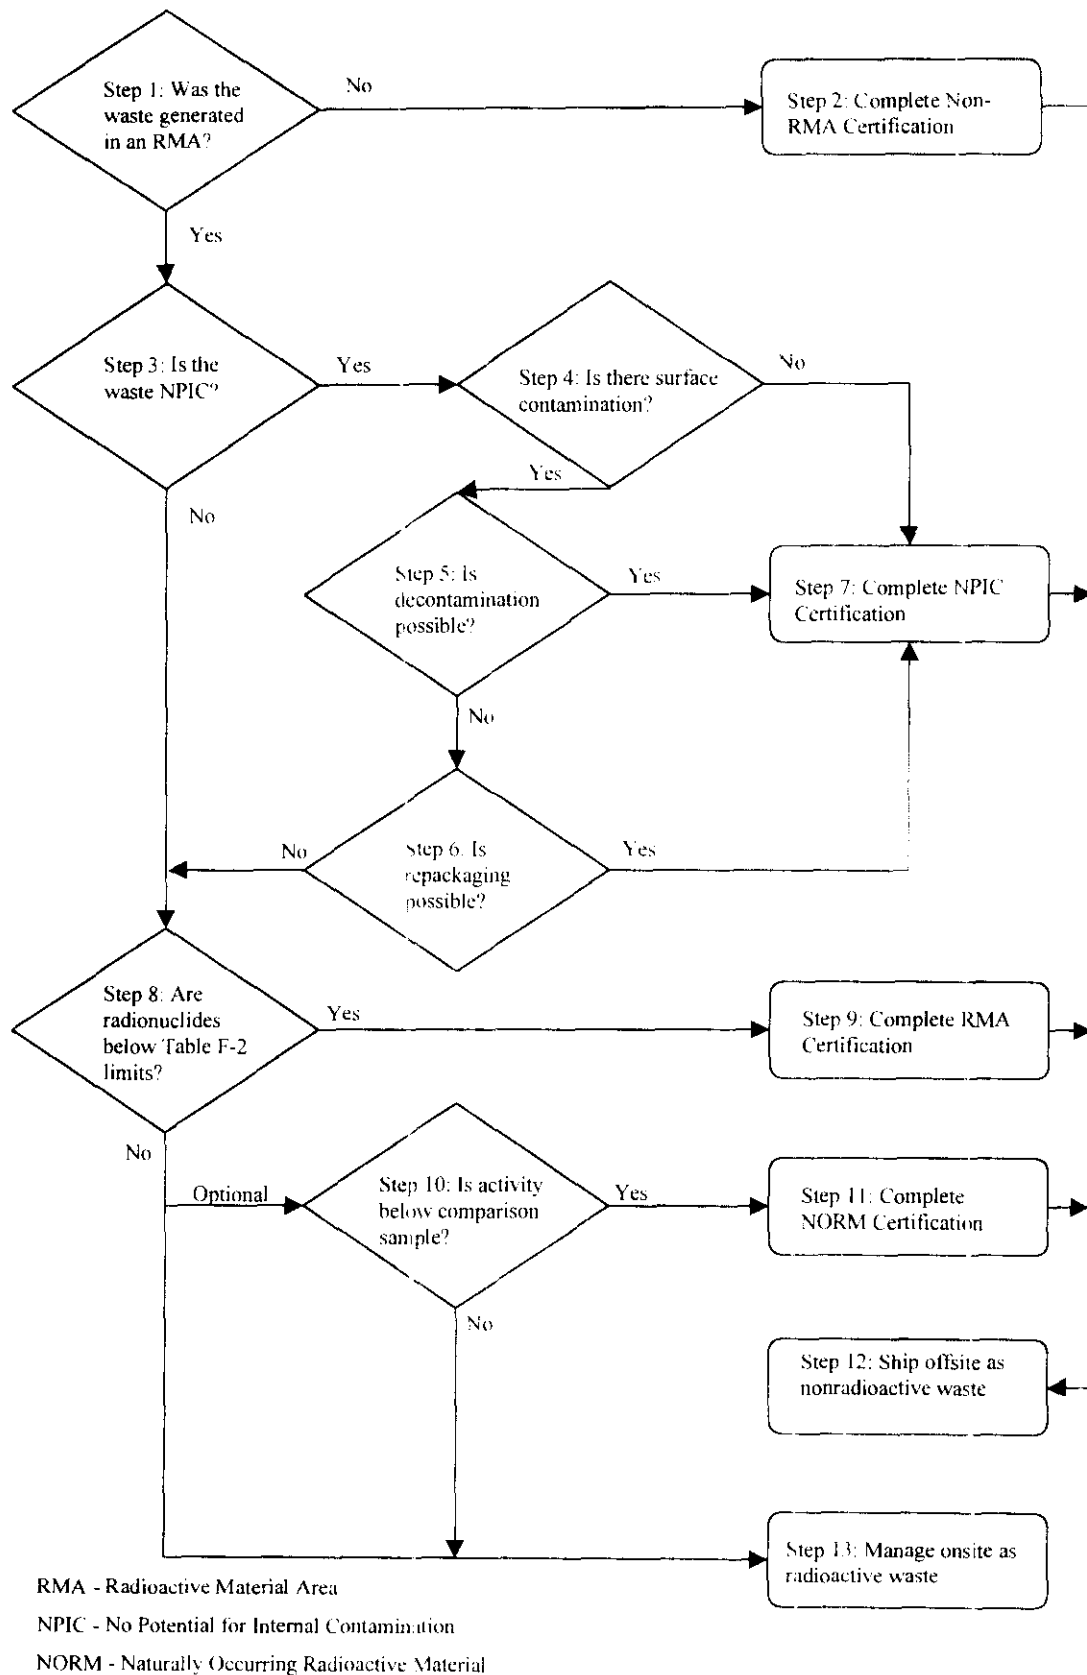 Step 1: Was the
waste generated
in an RMA?
No
Step 2: Complete Non-
RMA Certification
Yes
Step 3: Is the
waste NPIC?
Yes
Step 4: Is there surface
contamination?
No
Yes
No
Step 5: Is
decontamination
possible?
Yes
Step 7: Complete NPIC
Certification
No
No
Step 6: Is
repackaging
possible?
Yes
Step 8: Are
radionuclides
below Table F-2
limits?
Yes
Step 9: Complete RMA
Certification
No
Optional
Step 10: Is activity
below comparison
sample?
Yes
Step 11: Complete
NORM Certification
No
Step 12: Ship offsite as
nonradioactive waste
Step 13: Manage onsite as
radioactive waste
RMA - Radioactive Material Area
NPIC - No Potential for Internal Contamination
NORM - Naturally Occurring Radioactive Material